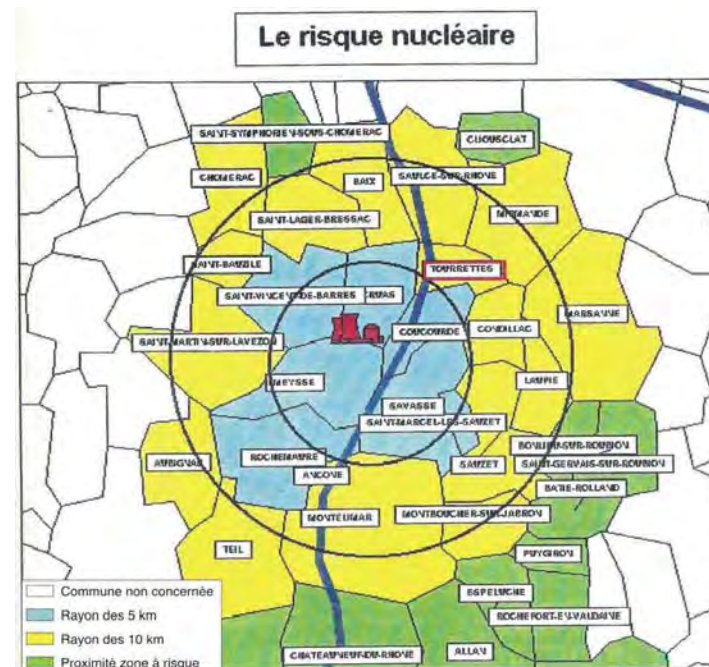 Le risque nucléaire
SAINT-SYMPHORIEN-SOUS-CHOMERAC
CLIOUSCLAT
CHOMERAC
BAIX
SAULCE-SUR-RHONE
SAINT-LAGER-BRESSAC
MIRMANDE
SAINT-BAUZILE
TOURRETTES
SAINT-VINCENT-DE-BARRES
CRUAS
MARSANNE
COUCOURDE
CONDILLAC
SAINT-MARTIN-SUR-LAVEZON
MEYSSE
LAUPIE
SAVASSE
SAINT-MARCEL-LES-SAUZET
BONLIEU-SUR-ROUBION
ROCHEMAURE
AUBIGNAS
SAUZET
SAINT-GERVAIS-SUR-ROUBION
ANCONE
BATIE-ROLLAND
MONTELIMAR
MONTBOUCHER-SUR-JABRON
TEIL
PUYGIRON
ESPELUCHE
Commune non concernée
ROCHEFORT-EN-VALDAINE
Rayon des 5 km
Rayon des 10 km
ALLAN
CHATEAUNEUF-DU-RHONE
Proximité zone à risque